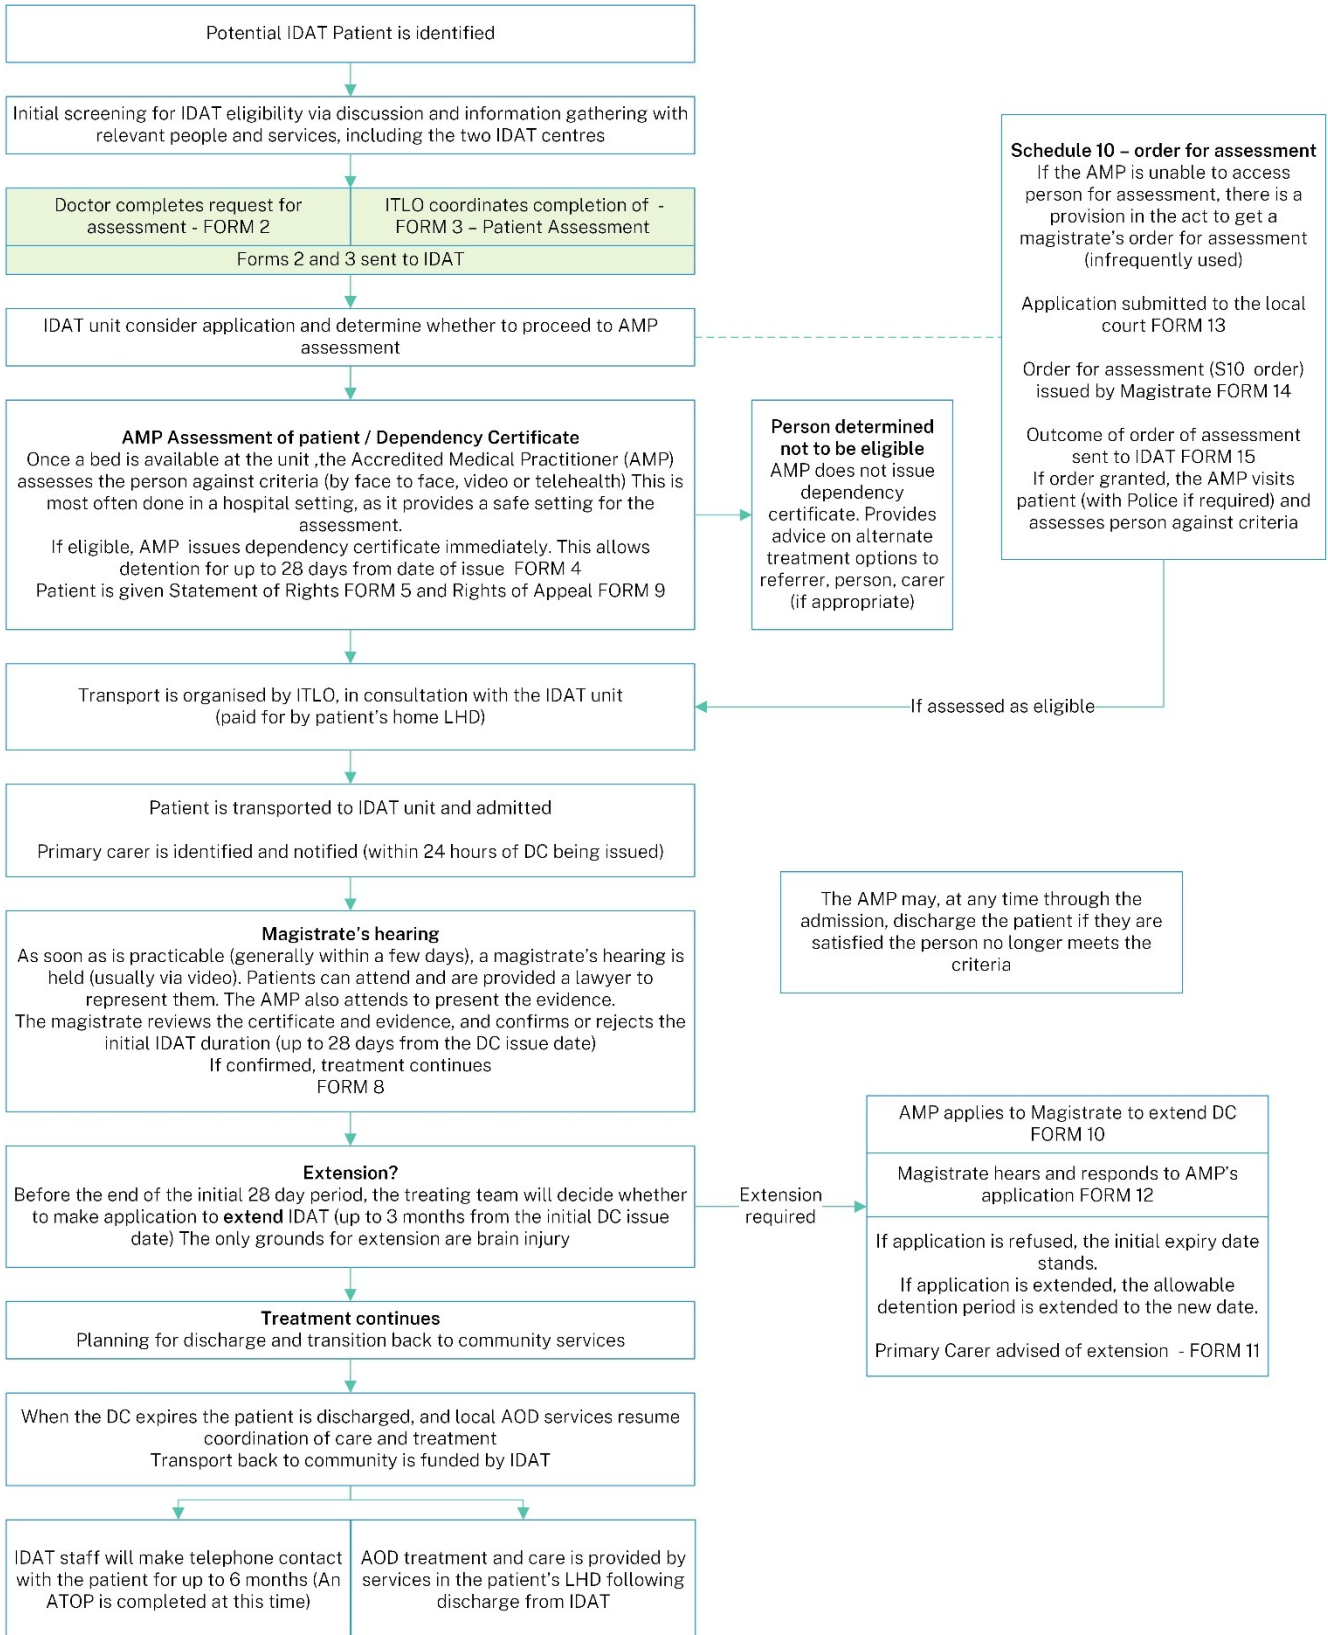 Potential IDAT Patient is identified
Initial screening for IDAT eligibility via discussion and information gathering with
relevant people and services, including the two IDAT centres
Doctor completes request for
assessment - FORM 2
ITLO coordinates completion of -
FORM 3 – Patient Assessment
Forms 2 and 3 sent to IDAT
IDAT unit consider application and determine whether to proceed to AMP
assessment
Schedule 10 – order for assessment
If the AMP is unable to access
person for assessment, there is a
provision in the act to get a
magistrate's order for assessment
(infrequently used)
Application submitted to the local
court FORM 13
Order for assessment (S10 order)
issued by Magistrate FORM 14
Outcome of order of assessment
sent to IDAT FORM 15
If order granted, the AMP visits
patient (with Police if required) and
assesses person against criteria
AMP Assessment of patient / Dependency Certificate
Once a bed is available at the unit ,the Accredited Medical Practitioner (AMP)
assesses the person against criteria (by face to face, video or telehealth) This is
most often done in a hospital setting, as it provides a safe setting for the
assessment.
If eligible, AMP issues dependency certificate immediately. This allows
detention for up to 28 days from date of issue FORM 4
Patient is given Statement of Rights FORM 5 and Rights of Appeal FORM 9
Person determined
not to be eligible
AMP does not issue
dependency
certificate. Provides
advice on alternate
treatment options to
referrer, person, carer
(if appropriate)
Transport is organised by ITLO, in consultation with the IDAT unit
(paid for by patient's home LHD)
If assessed as eligible
Patient is transported to IDAT unit and admitted
Primary carer is identified and notified (within 24 hours of DC being issued)
The AMP may, at any time through the
admission, discharge the patient if they are
satisfied the person no longer meets the
criteria
Magistrate's hearing
As soon as is practicable (generally within a few days), a magistrate's hearing is
held (usually via video). Patients can attend and are provided a lawyer to
represent them. The AMP also attends to present the evidence.
The magistrate reviews the certificate and evidence, and confirms or rejects the
initial IDAT duration (up to 28 days from the DC issue date)
If confirmed, treatment continues
FORM 8
Extension?
Before the end of the initial 28 day period, the treating team will decide whether
to make application to extend IDAT (up to 3 months from the initial DC issue
date) The only grounds for extension are brain injury
Extension
required
AMP applies to Magistrate to extend DC
FORM 10
Magistrate hears and responds to AMP's
application FORM 12
If application is refused, the initial expiry date
stands.
If application is extended, the allowable
detention period is extended to the new date.
Primary Carer advised of extension - FORM 11
Treatment continues
Planning for discharge and transition back to community services
When the DC expires the patient is discharged, and local AOD services resume
coordination of care and treatment
Transport back to community is funded by IDAT
IDAT staff will make telephone contact
with the patient for up to 6 months (An
ATOP is completed at this time)
AOD treatment and care is provided by
services in the patient's LHD following
discharge from IDAT